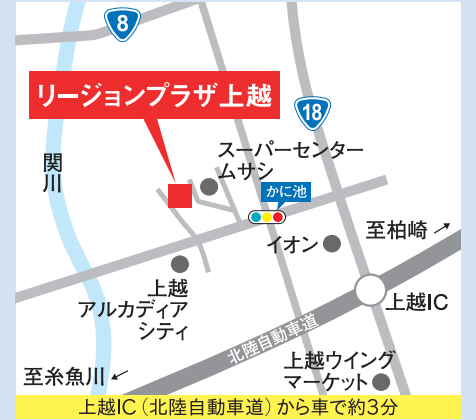 8
リージョンプラザ上越
18
関川
スーパーセンター
ムサシ
かに池
イオン
至柏崎
上越
アルカディア
シティ
上越IC
北陸自動車道
上越ウイング
マーケット
至糸魚川
上越IC(北陸自動車道)から車で約3分